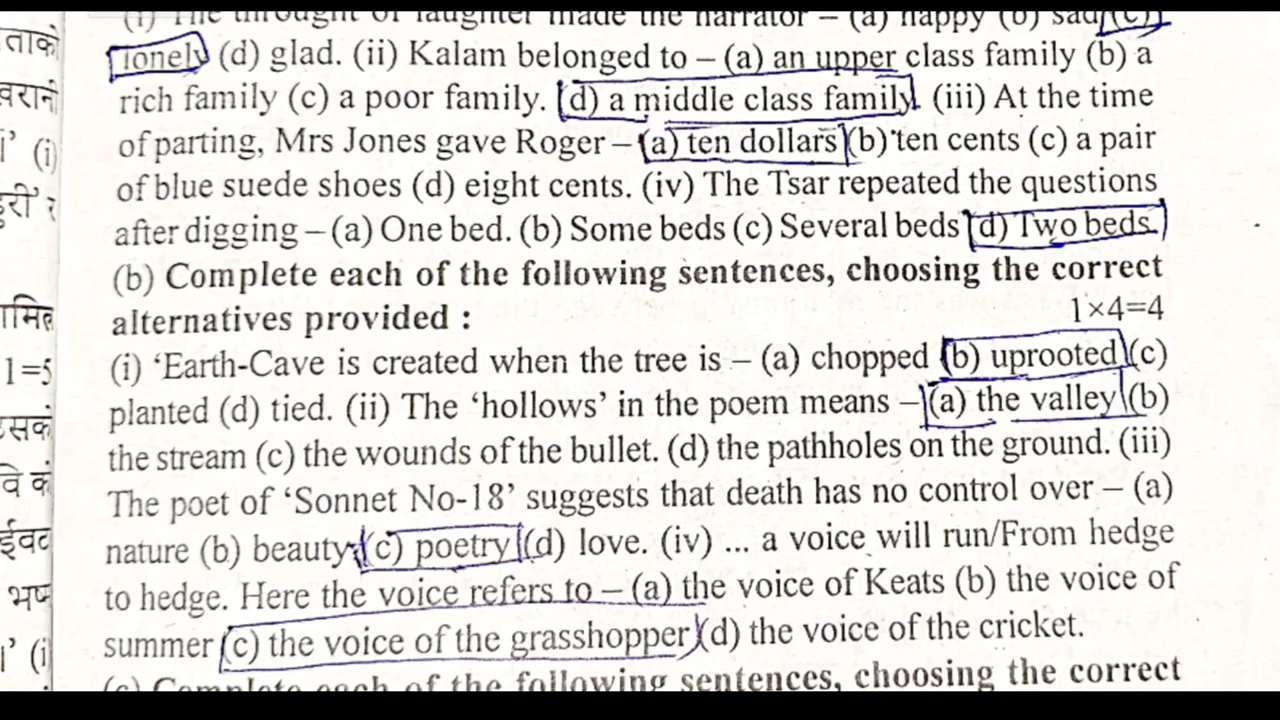 (i) The throught of laughter made the narrator – (a) happy (b) sad (c)
lonely (d) glad. (ii) Kalam belonged to – (a) an upper class family (b) a
rich family (c) a poor family. (d) a middle class family. (iii) At the time
of parting, Mrs Jones gave Roger – (a) ten dollars (b) ten cents (c) a pair
of blue suede shoes (d) eight cents. (iv) The Tsar repeated the questions
after digging – (a) One bed. (b) Some beds (c) Several beds (d) Two beds.
(b) Complete each of the following sentences, choosing the correct
alternatives provided :
1×4=4
(i) ‘Earth-Cave is created when the tree is – (a) chopped (b) uprooted (c)
planted (d) tied. (ii) The ‘hollows’ in the poem means – (a) the valley (b)
the stream (c) the wounds of the bullet. (d) the pathholes on the ground. (iii)
The poet of ‘Sonnet No-18’ suggests that death has no control over – (a)
nature (b) beauty (c) poetry (d) love. (iv) ... a voice will run/From hedge
to hedge. Here the voice refers to – (a) the voice of Keats (b) the voice of
summer (c) the voice of the grasshopper (d) the voice of the cricket.
(c) Complete each of the following sentences, choosing the correct
1=5
(i)